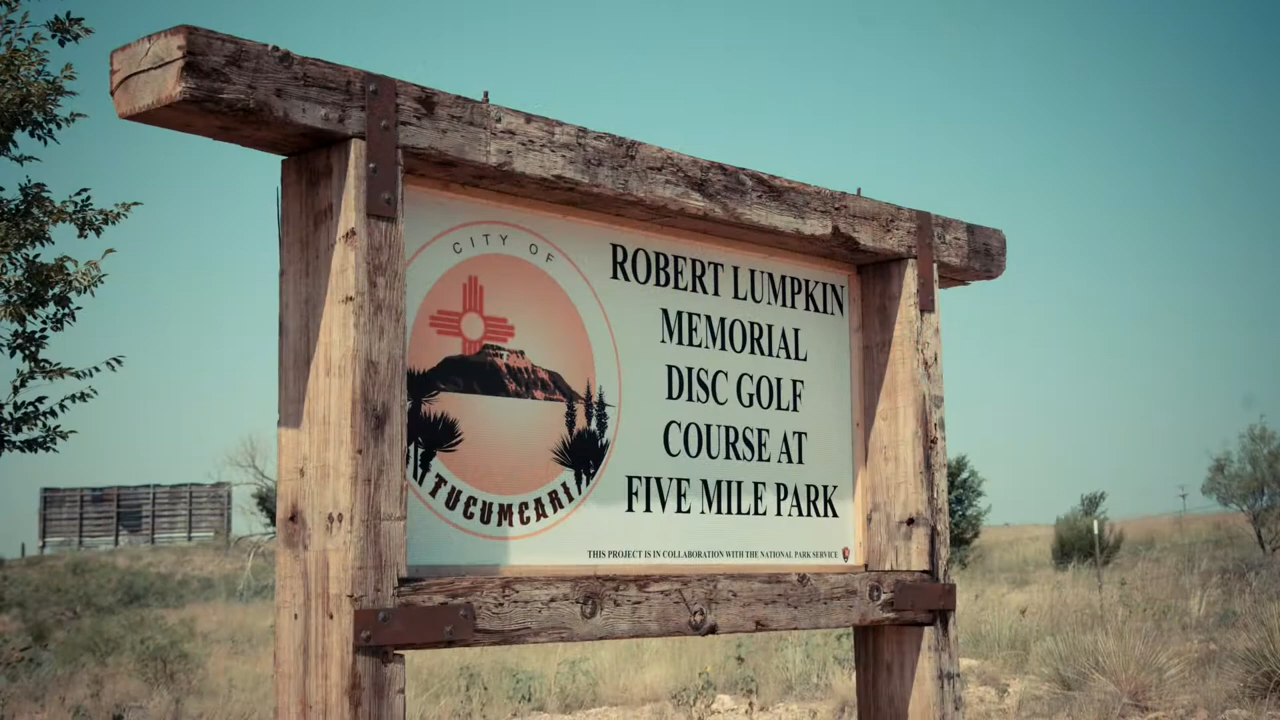 CITY OF
TUCUMCARI
ROBERT LUMPKIN
MEMORIAL
DISC GOLF
COURSE AT
FIVE MILE PARK
THIS PROJECT IS IN COLLABORATION WITH THE NATIONAL PARK SERVICE